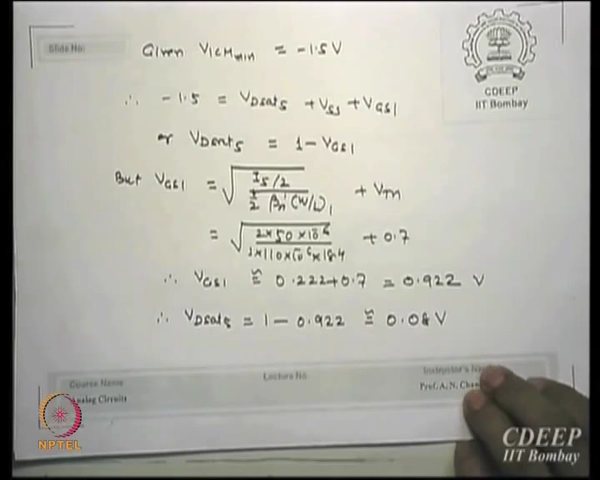 Slide No:
Given VICMmin = -1.5 V
CDEEP
IIT Bombay
∴ -1.5 = VDsat5 + VSS + VGS1
or VDsat5 = 1 - VGS1
But VGS1 = √( (I5/2) / (1/2 βn' (W/L)1) ) + VTN
= √( (2×50×10^-6) / (2×110×10^-6×18.4) ) + 0.7
∴ VGS1 ≅ 0.222+0.7 = 0.922 V
∴ VDsat5 = 1 - 0.922 ≅ 0.08 V
Course Name
Analog Circuits
Lecture No.
Instructor's
Prof. A. N.
NPTEL
CDEEP
IIT Bombay